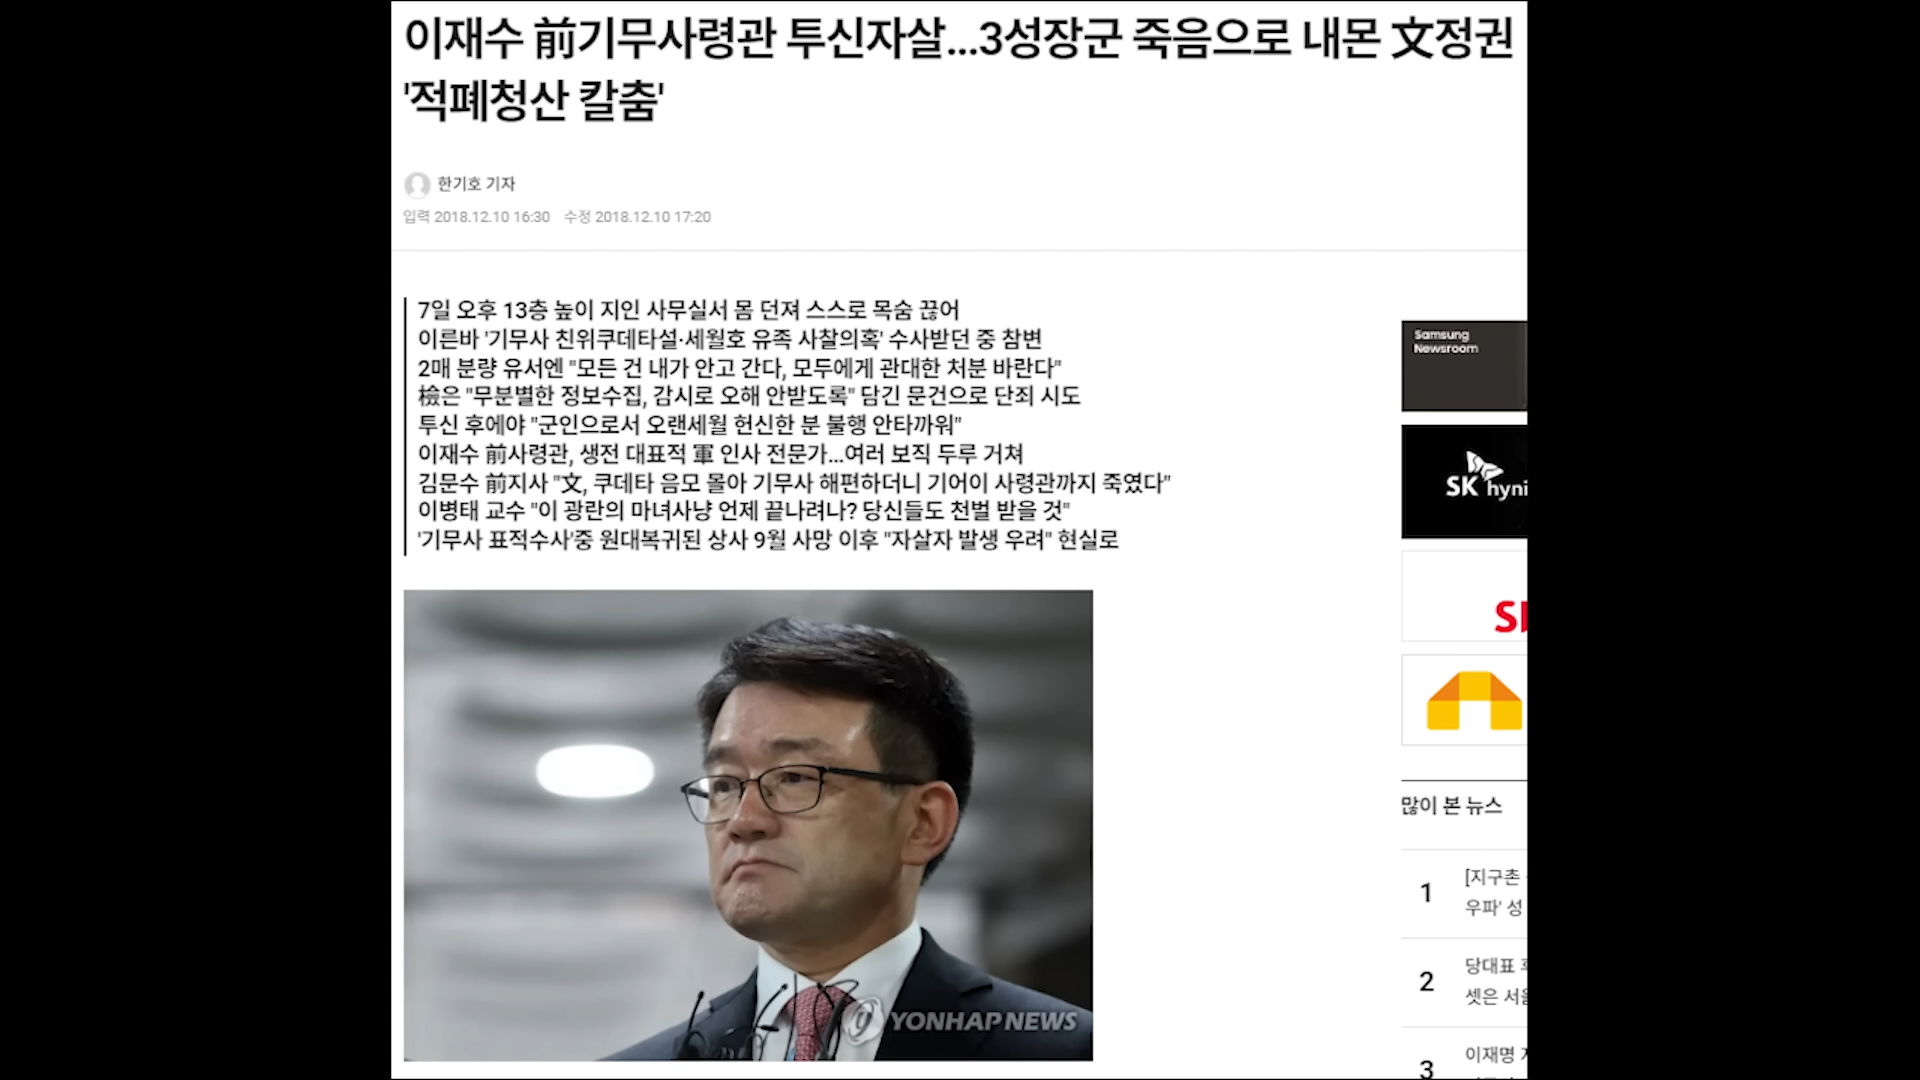 이재수 前기무사령관 투신자살...3성장군 죽음으로 내몬 文정권
'적폐청산 칼춤'
한기호 기자
입력 2018.12.10 16:30 수정 2018.12.10 17:20
7일 오후 13층 높이 지인 사무실서 몸 던져 스스로 목숨 끊어
이른바 '기무사 친위쿠데타설·세월호 유족 사찰의혹' 수사받던 중 참변
2매 분량 유서엔 "모든 건 내가 안고 간다, 모두에게 관대한 처분 바란다"
檢은 "무분별한 정보수집, 감시로 오해 안받도록" 담긴 문건으로 단죄 시도
투신 후에야 "군인으로서 오랜세월 헌신한 분 불행 안타까워"
이재수 前사령관, 생전 대표적 軍 인사 전문가...여러 보직 두루 거쳐
김문수 前지사 "文, 쿠데타 음모 몰아 기무사 해편하더니 기어이 사령관까지 죽였다"
이병태 교수 "이 광란의 마녀사냥 언제 끝나려나? 당신들도 천벌 받을 것"
'기무사 표적수사'중 원대복귀된 상사 9월 사망 이후 "자살자 발생 우려" 현실로
Samsung
Newsroom
SK hyni
YONHAP NEWS
많이 본 뉴스
1
[지구촌
우파' 성
2
당대표
셋은 서울
3
이재명